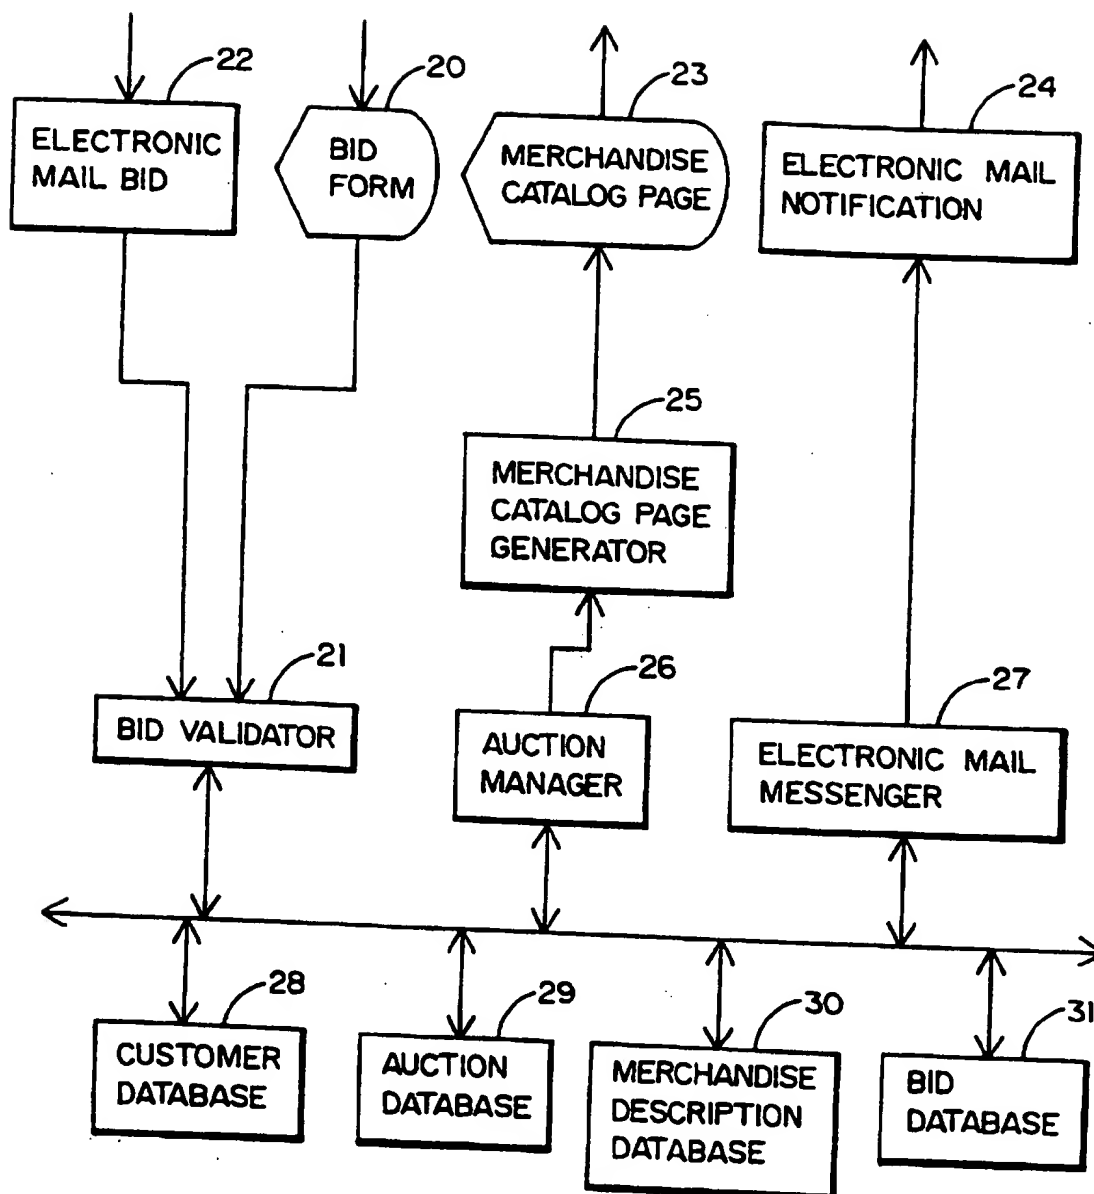 22
ELECTRONIC
MAIL BID
20
BID
FORM
23
MERCHANDISE
CATALOG PAGE
24
ELECTRONIC MAIL
NOTIFICATION
25
MERCHANDISE
CATALOG PAGE
GENERATOR
21
BID VALIDATOR
26
AUCTION
MANAGER
27
ELECTRONIC MAIL
MESSENGER
28
CUSTOMER
DATABASE
29
AUCTION
DATABASE
30
MERCHANDISE
DESCRIPTION
DATABASE
31
BID
DATABASE